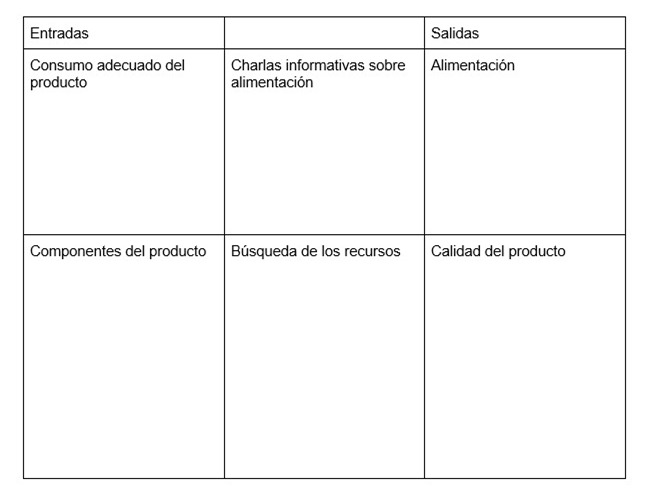 Entradas
Salidas
Consumo adecuado del
producto
Charlas informativas sobre
alimentación
Alimentación
Componentes del producto
Búsqueda de los recursos
Calidad del producto